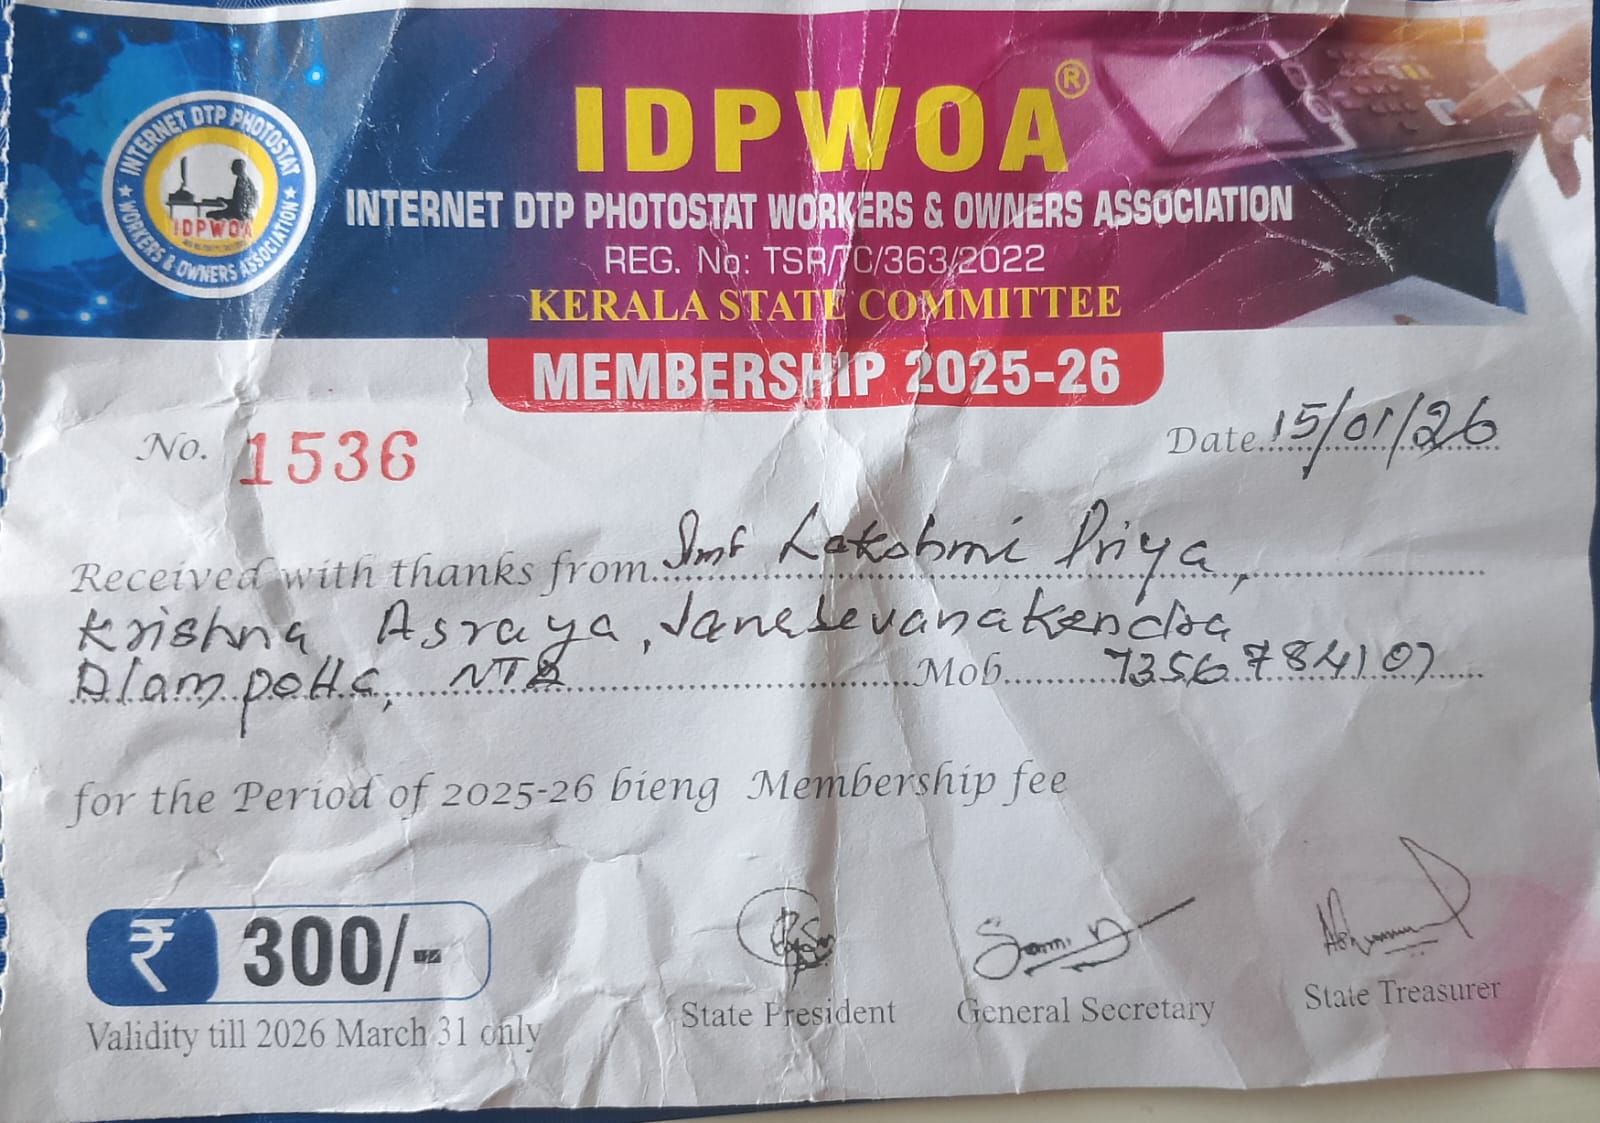 IDPWOA®
INTERNET DTP PHOTOSTAT WORKERS & OWNERS ASSOCIATION
REG. No: TSR/TC/363/2022
KERALA STATE COMMITTEE
INTERNET DTP PHOTOSTAT
IDPWOA
★ WORKERS & OWNERS ASSOCIATION ★
MEMBERSHIP 2025-26
No. 1536
Date 15/01/26
Received with thanks from Smt Lakshmi Priya,
Krishna Asraya, Janasevanakendra
Alampotta, NTA Mob 7356784107
for the Period of 2025-26 bieng Membership fee
₹ 300/-
State President
General Secretary
State Treasurer
Validity till 2026 March 31 only